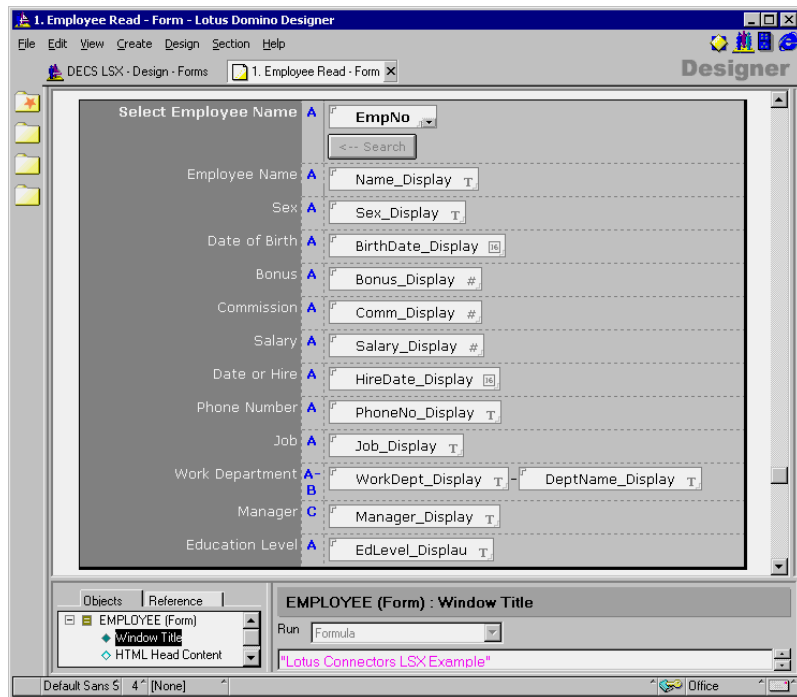 1. Employee Read - Form - Lotus Domino Designer
File Edit View Create Design Section Help
DECS LSX - Design - Forms 1. Employee Read - Form
Designer
Select Employee Name A EmpNo
<-- Search
Employee Name A Name_Display T
Sex A Sex_Display T
Date of Birth A BirthDate_Display 16
Bonus A Bonus_Display #
Commission A Comm_Display #
Salary A Salary_Display #
Date or Hire A HireDate_Display 16
Phone Number A PhoneNo_Display T
Job A Job_Display T
Work Department A- WorkDept_Display T - DeptName_Display T
B
Manager C Manager_Display T
Education Level A EdLevel_Displau T
Objects Reference
EMPLOYEE (Form)
Window Title
HTML Head Content
EMPLOYEE (Form) : Window Title
Run Formula
"Lotus Connectors LSX Example"
Default Sans S 4 [None] Office